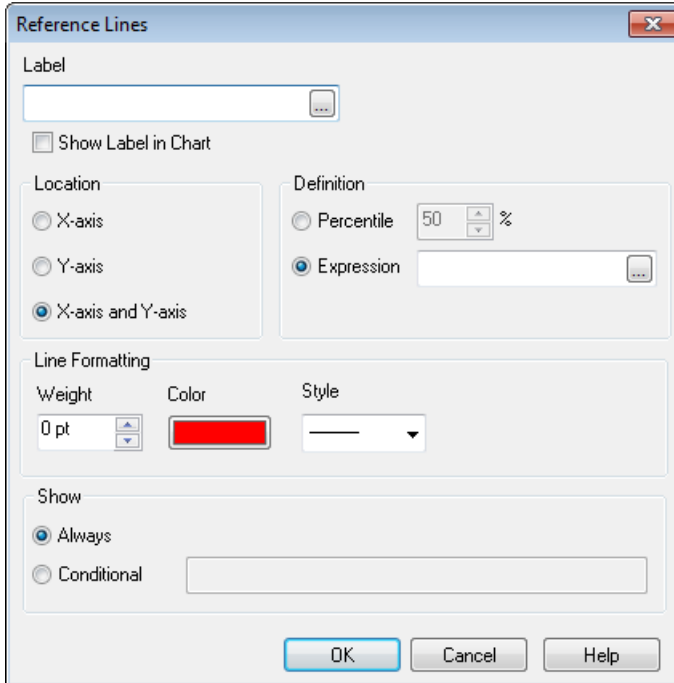 Reference Lines
Label
...
Show Label in Chart
Location
X-axis
Y-axis
X-axis and Y-axis
Definition
Percentile 50 %
Expression ...
Line Formatting
Weight Color Style
0 pt
Show
Always
Conditional
OK Cancel Help